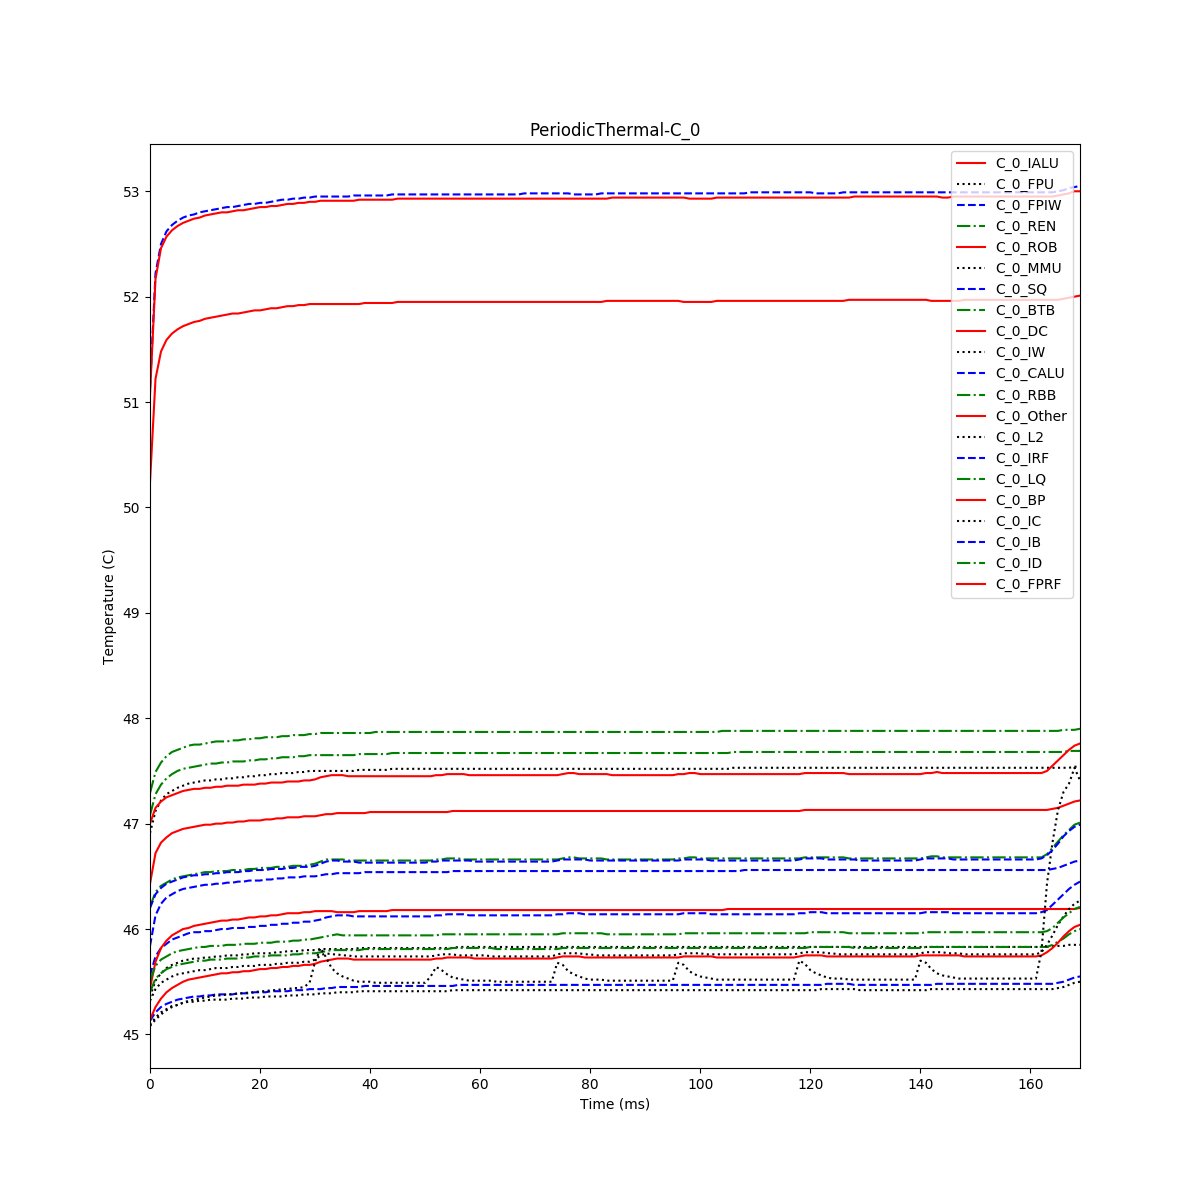 PeriodicThermal-C_0
C_0_IALU
C_0_FPU
C_0_FPIW
C_0_REN
C_0_ROB
C_0_MMU
C_0_SQ
C_0_BTB
C_0_DC
C_0_IW
C_0_CALU
C_0_RBB
C_0_Other
C_0_L2
C_0_IRF
C_0_LQ
C_0_BP
C_0_IC
C_0_IB
C_0_ID
C_0_FPRF
53
52
51
50
49
48
47
46
45
Temperature (C)
0 20 40 60 80 100 120 140 160
Time (ms)